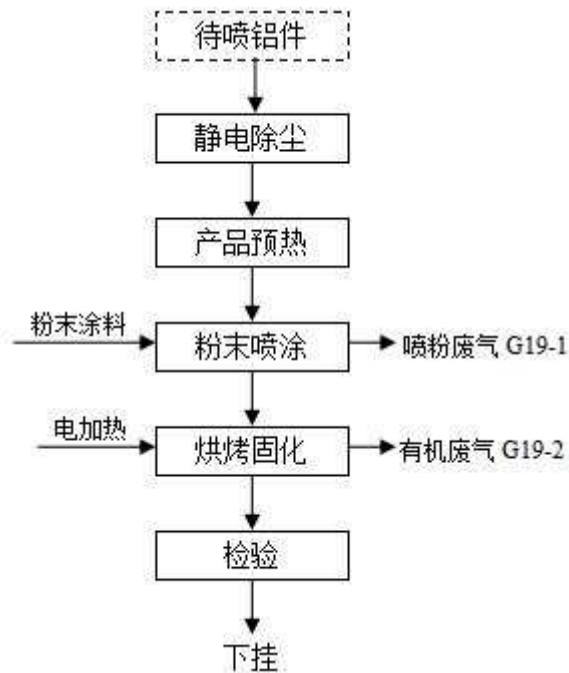 待喷铝件
静电除尘
产品预热
粉末涂料
粉末喷涂
喷粉废气 G19-1
电加热
烘烤固化
有机废气 G19-2
检验
下挂